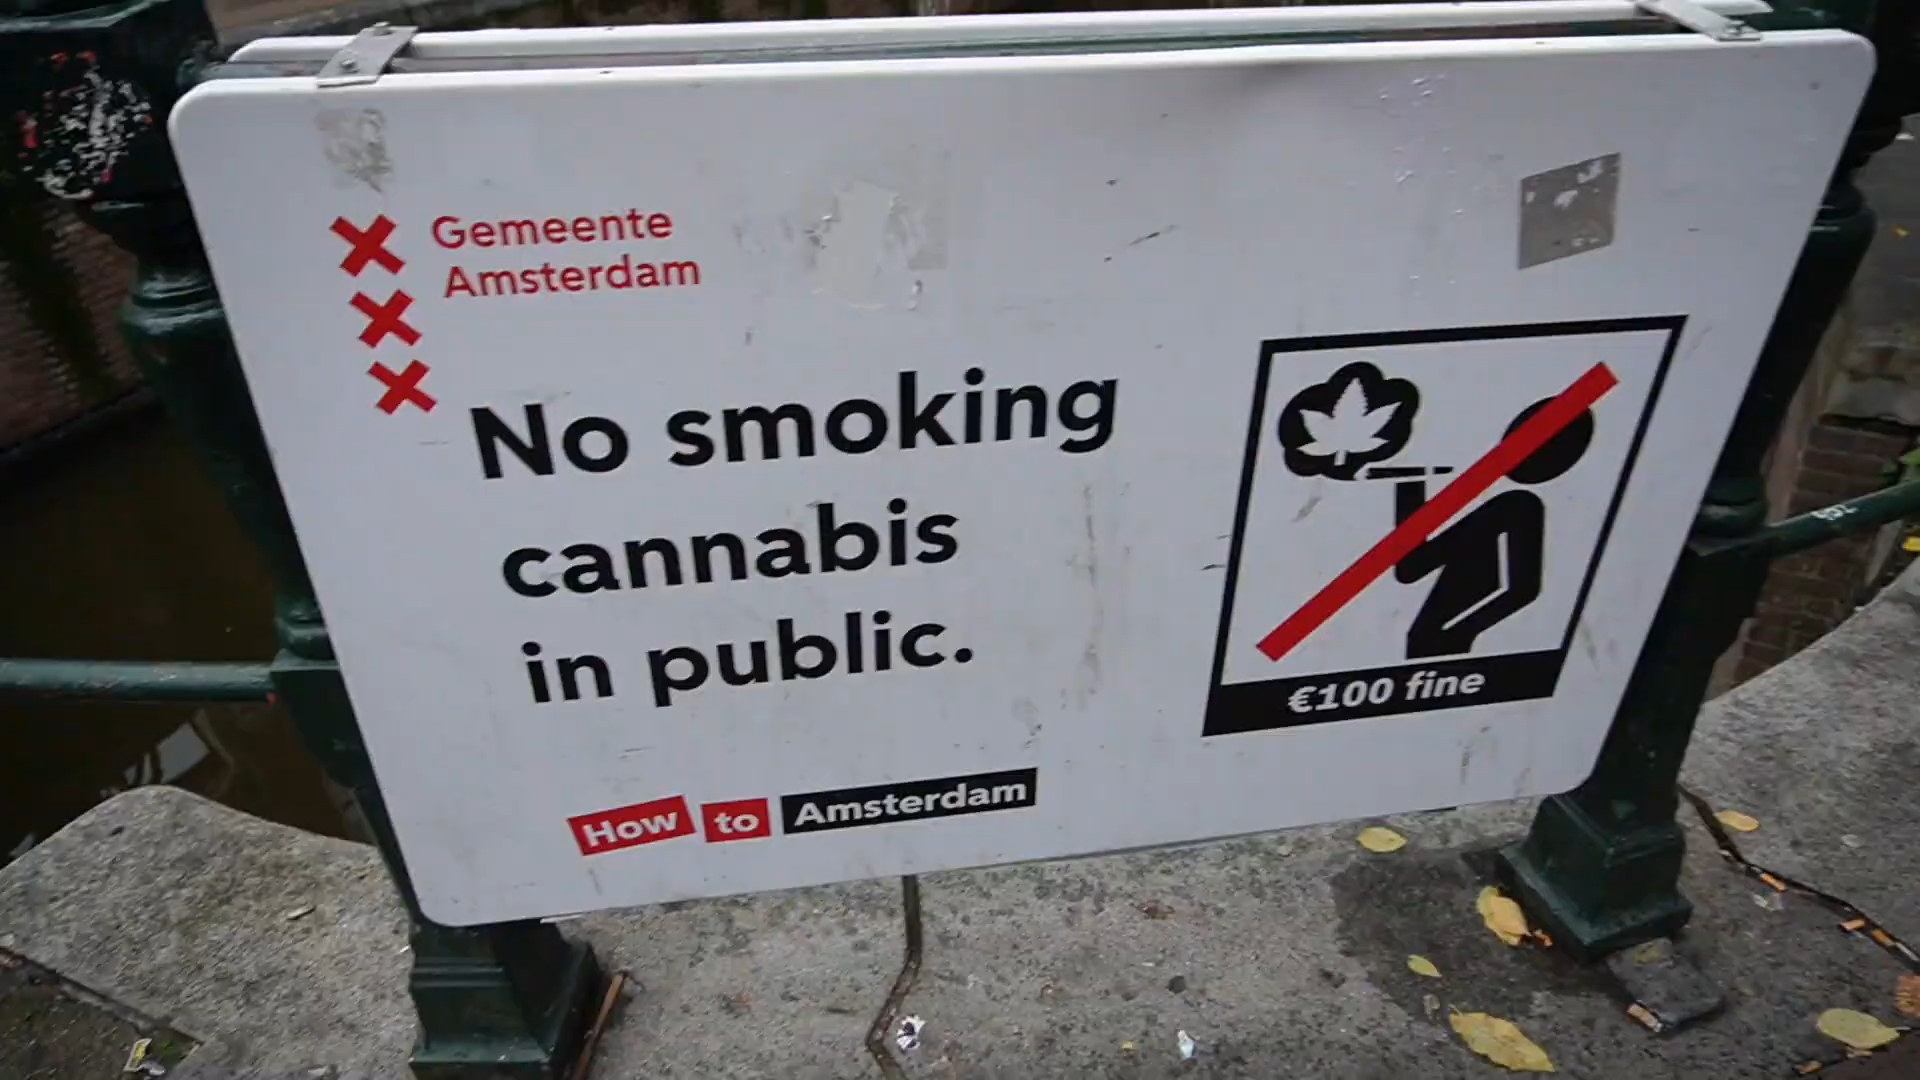 Gemeente
Amsterdam
No smoking
cannabis
in public.
€100 fine
How to Amsterdam